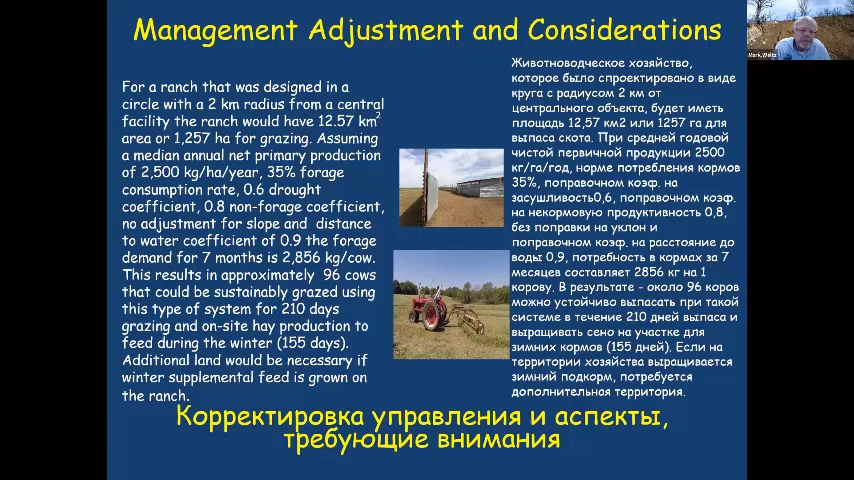 Management Adjustment and Considerations
For a ranch that was designed in a
circle with a 2 km radius from a central
facility the ranch would have 12.57 km²
area or 1,257 ha for grazing. Assuming
a median annual net primary production
of 2,500 kg/ha/year, 35% forage
consumption rate, 0.6 drought
coefficient, 0.8 non-forage coefficient,
no adjustment for slope and distance
to water coefficient of 0.9 the forage
demand for 7 months is 2,856 kg/cow.
This results in approximately 96 cows
that could be sustainably grazed using
this type of system for 210 days
grazing and on-site hay production to
feed during the winter (155 days).
Additional land would be necessary if
winter supplemental feed is grown on
the ranch.
Животноводческое хозяйство,
которое было спроектировано в виде
круга с радиусом 2 км от
центрального объекта, будет иметь
площадь 12,57 км2 или 1257 га для
выпаса скота. При средней годовой
чистой первичной продукции 2500
кг/га/год, норме потребления кормов
35%, поправочном коэф. на
засушливость0,6, поправочном коэф.
на некормовую продуктивность 0,8,
без поправки на уклон и
поправочном коэф. на расстояние до
воды 0,9, потребность в кормах за 7
месяцев составляет 2856 кг на 1
корову. В результате - около 96 коров
можно устойчиво выпасать при такой
системе в течение 210 дней выпаса и
выращивать сено на участке для
зимних кормов (155 дней). Если на
территории хозяйства выращивается
зимний подкорм, потребуется
дополнительная территория.
Корректировка управления и аспекты,
требующие внимания
Mark.Weltz